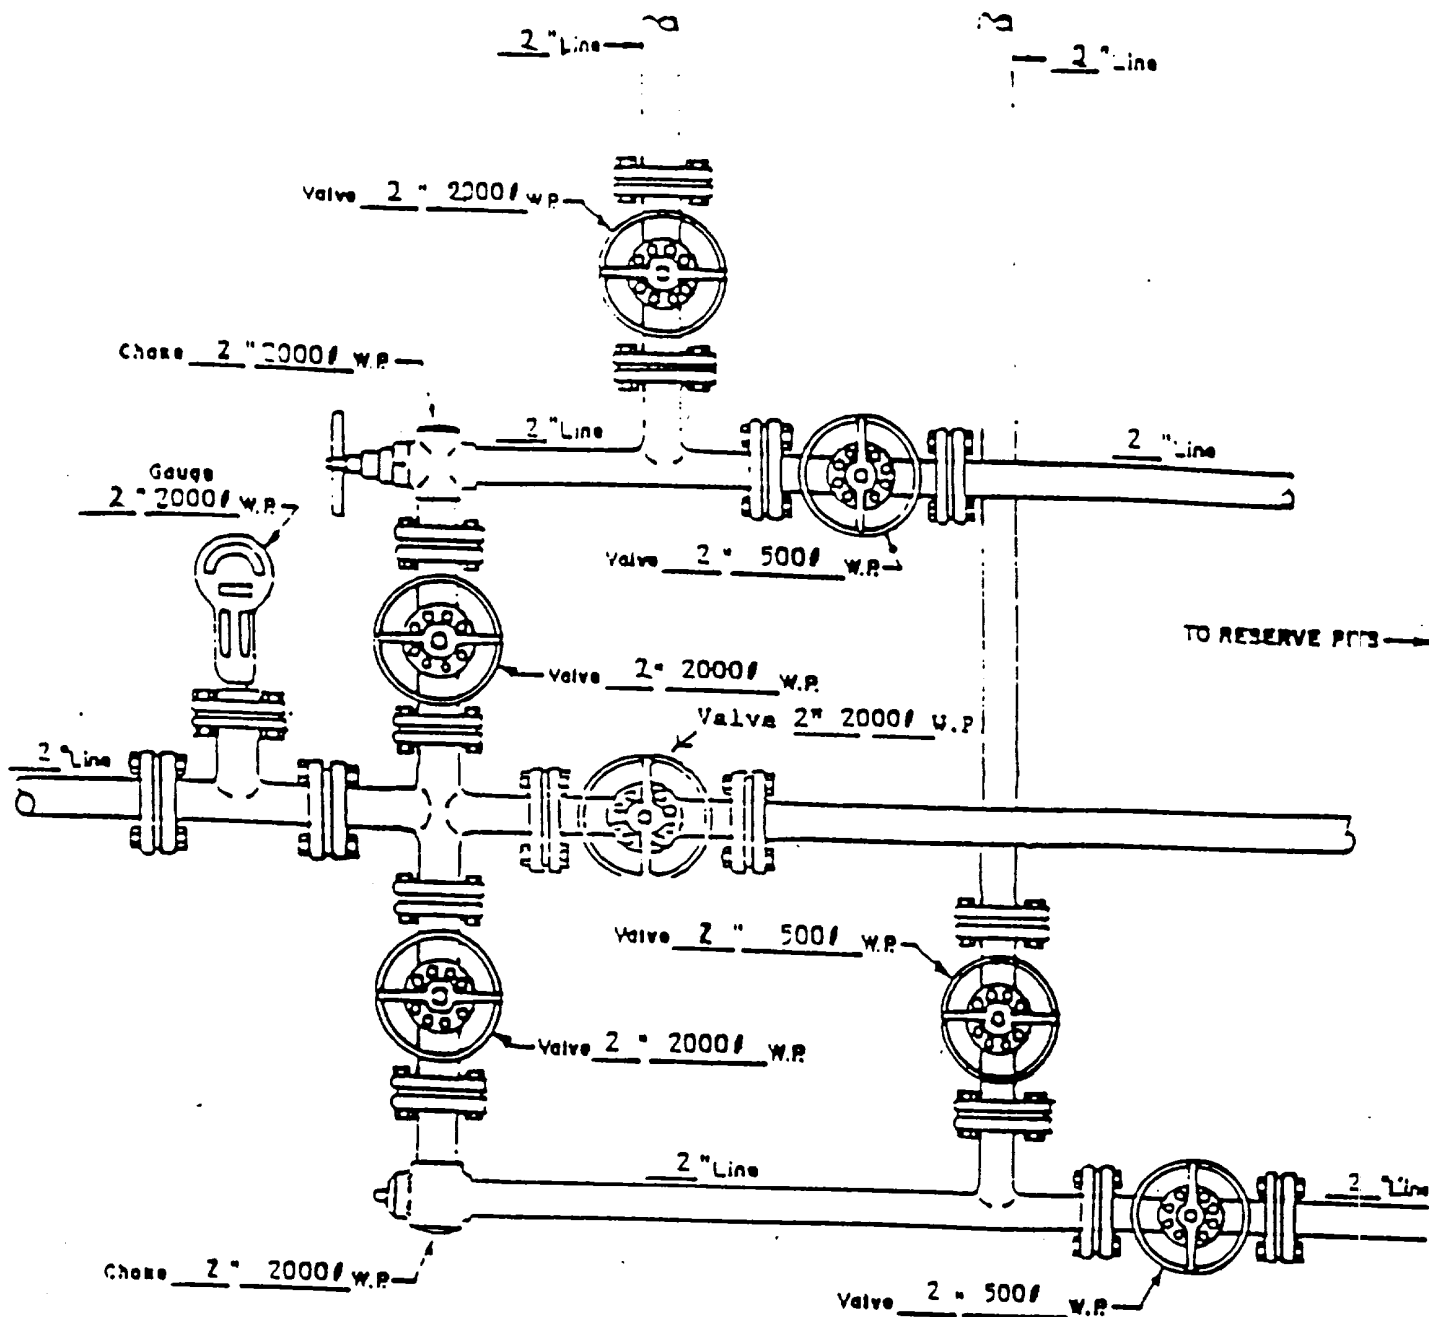 2 "Line
2 "Line
Valve 2 " 2000# W.P.
Choke 2 " 2000# W.P.
2 "Line
2 "Line
Gauge
2 " 2000# W.P.
Valve 2 " 500# W.P.
TO RESERVE PITS
Valve 2 " 2000# W.P.
Valve 2" 2000# W.P
2 "Line
Valve 2 " 500# W.P.
Valve 2 " 2000# W.P.
2 "Line
2 "Line
Choke 2 " 2000# W.P.
Valve 2 " 500# W.P.